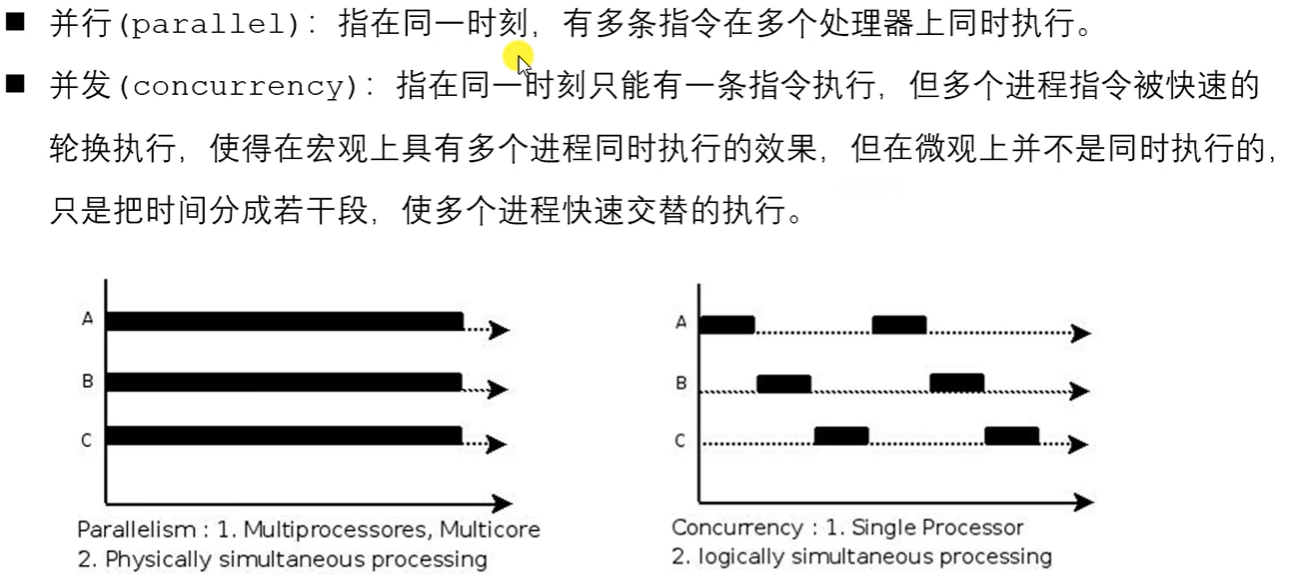 ■ 并行(parallel)：指在同一时刻，有多条指令在多个处理器上同时执行。
■ 并发(concurrency)：指在同一时刻只能有一条指令执行，但多个进程指令被快速的
轮换执行，使得在宏观上具有多个进程同时执行的效果，但在微观上并不是同时执行的，
只是把时间分成若干段，使多个进程快速交替的执行。
A
B
C
Parallelism : 1. Multiprocessores, Multicore
2. Physically simultaneous processing
A
B
C
Concurrency : 1. Single Processor
2. logically simultaneous processing